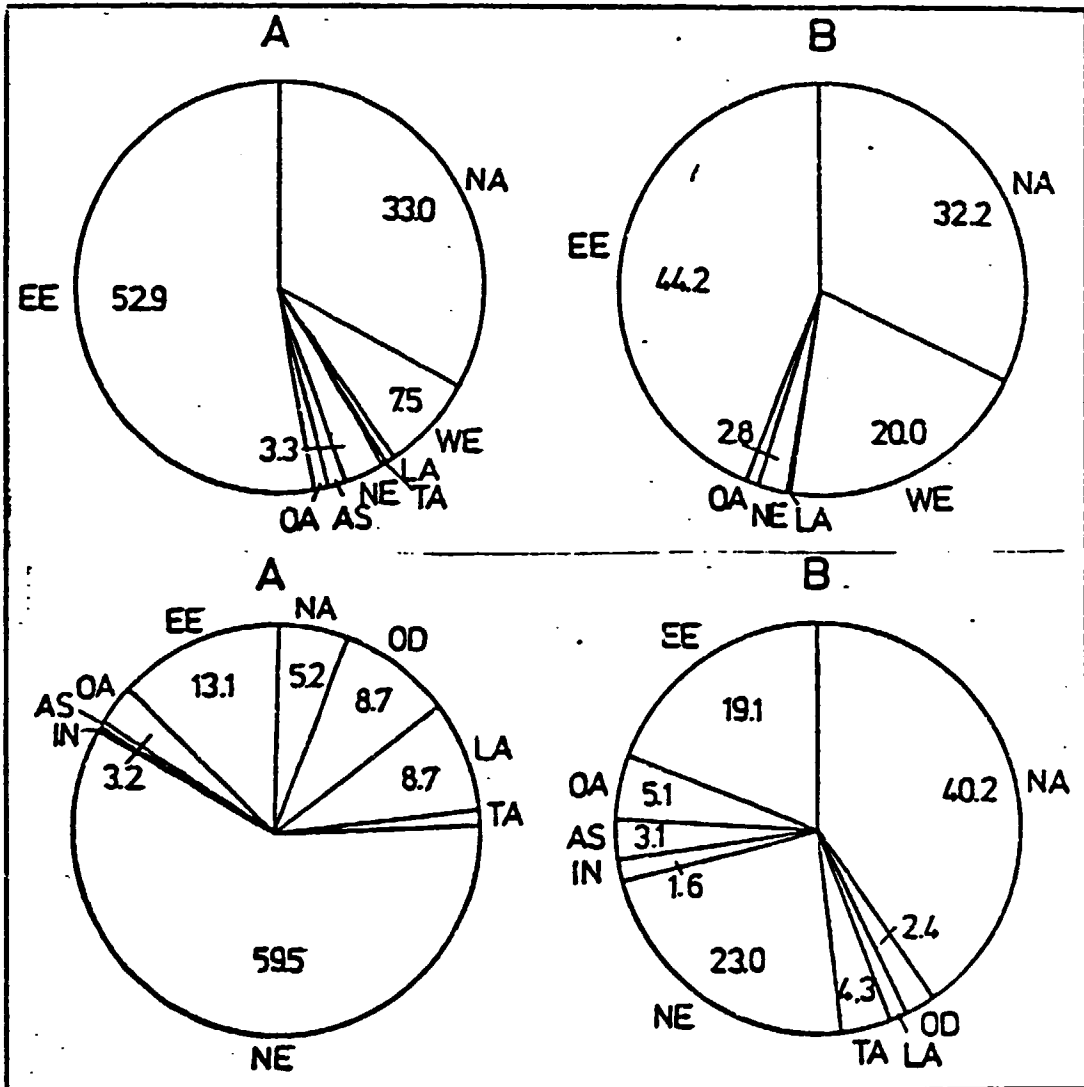 A
B
NA
33.0
NA
32.2
EE
52.9
EE
44.2
7.5
WE
20.0
WE
3.3
LA
TA
NE
AS
OA
2.8
OA
NE
LA
A
B
EE
NA
OD
OA
13.1
5.2
8.7
AS
IN
3.2
LA
8.7
TA
59.5
NE
EE
19.1
NA
40.2
OA
5.1
AS
3.1
IN
1.6
2.4
23.0
NE
4.3
TA
LA
OD